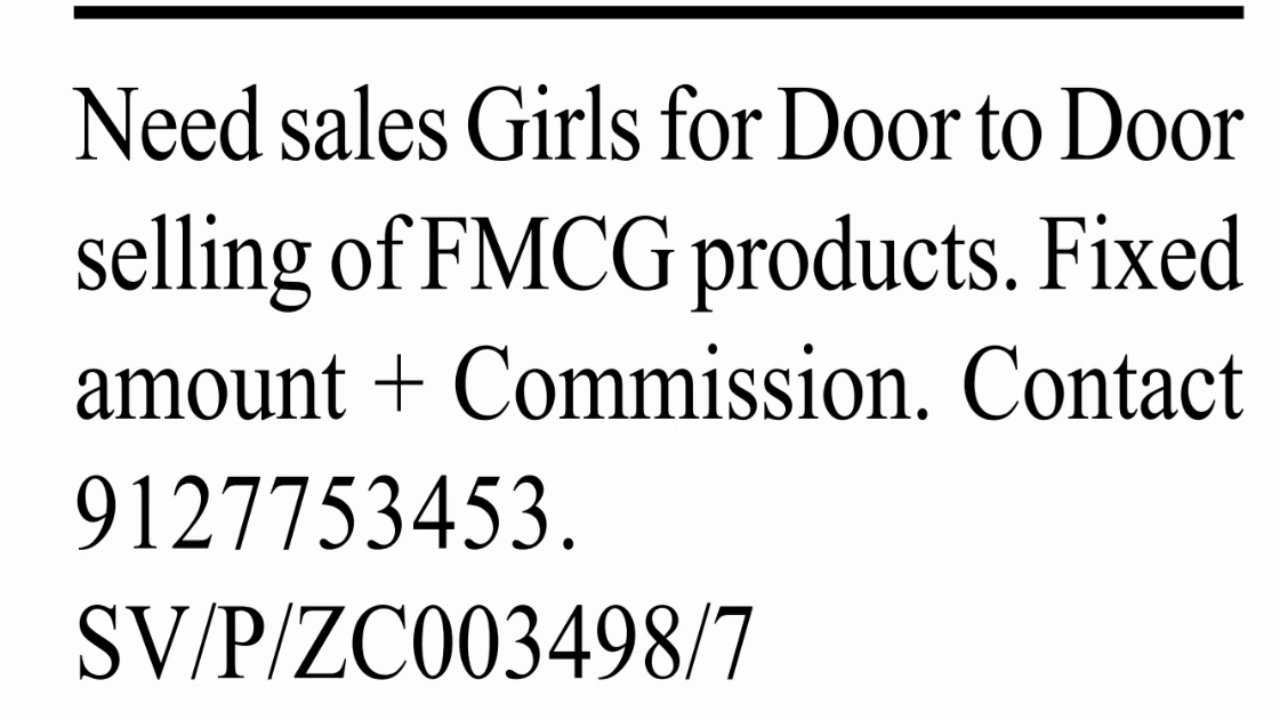 Need sales Girls for Door to Door
selling of FMCG products. Fixed
amount + Commission. Contact
9127753453.
SV/P/ZC003498/7